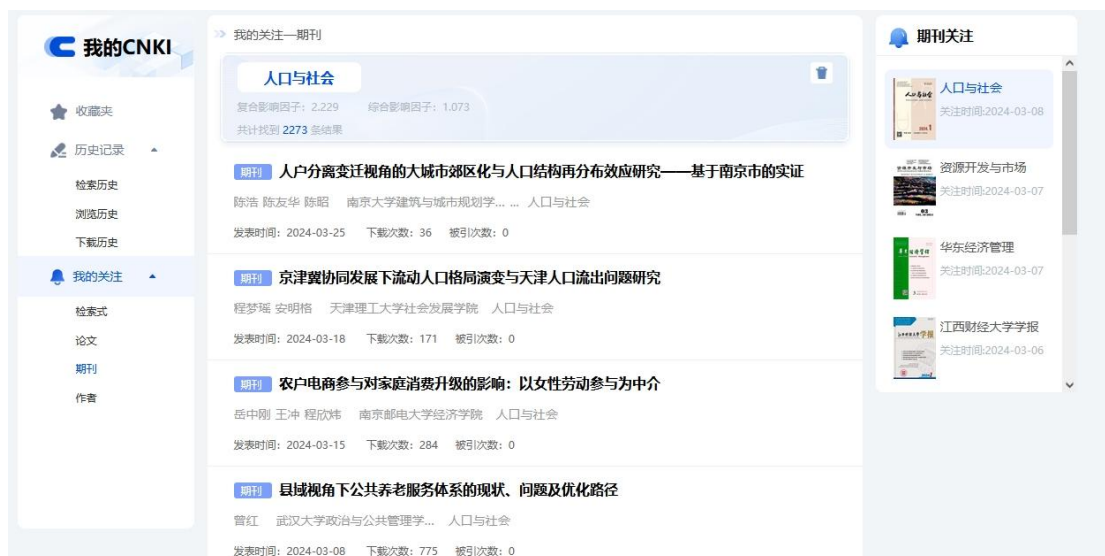 我的CNKI
收藏夹
历史记录
检索历史
浏览历史
下载历史
我的关注
检索式
论文
期刊
作者
我的关注—期刊
人口与社会
复合影响因子：2.229 综合影响因子：1.073
共计找到 2273 条结果
期刊 人户分离变迁视角的大城市郊区化与人口结构再分布效应研究——基于南京市的实证
陈浩 陈友华 陈昭 南京大学建筑与城市规划学... ... 人口与社会
发表时间：2024-03-25 下载次数：36 被引次数：0
期刊 京津冀协同发展下流动人口格局演变与天津人口流出问题研究
程梦瑶 安明格 天津理工大学社会发展学院 人口与社会
发表时间：2024-03-18 下载次数：171 被引次数：0
期刊 农户电商参与对家庭消费升级的影响：以女性劳动参与为中介
岳中刚 王冲 程欣炜 南京邮电大学经济学院 人口与社会
发表时间：2024-03-15 下载次数：284 被引次数：0
期刊 县域视角下公共养老服务体系的现状、问题及优化路径
曾红 武汉大学政治与公共管理学... 人口与社会
发表时间：2024-03-08 下载次数：775 被引次数：0
期刊关注
人口与社会
关注时间:2024-03-08
资源开发与市场
关注时间:2024-03-07
华东经济管理
关注时间:2024-03-07
江西财经大学学报
关注时间:2024-03-06